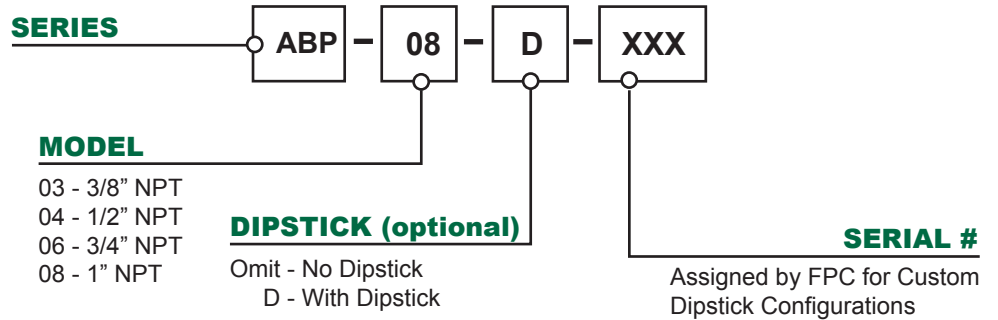 SERIES
ABP - 08 - D - XXX
MODEL
03 - 3/8” NPT
04 - 1/2” NPT
06 - 3/4” NPT
08 - 1” NPT
DIPSTICK (optional)
Omit - No Dipstick
D - With Dipstick
SERIAL #
Assigned by FPC for Custom
Dipstick Configurations